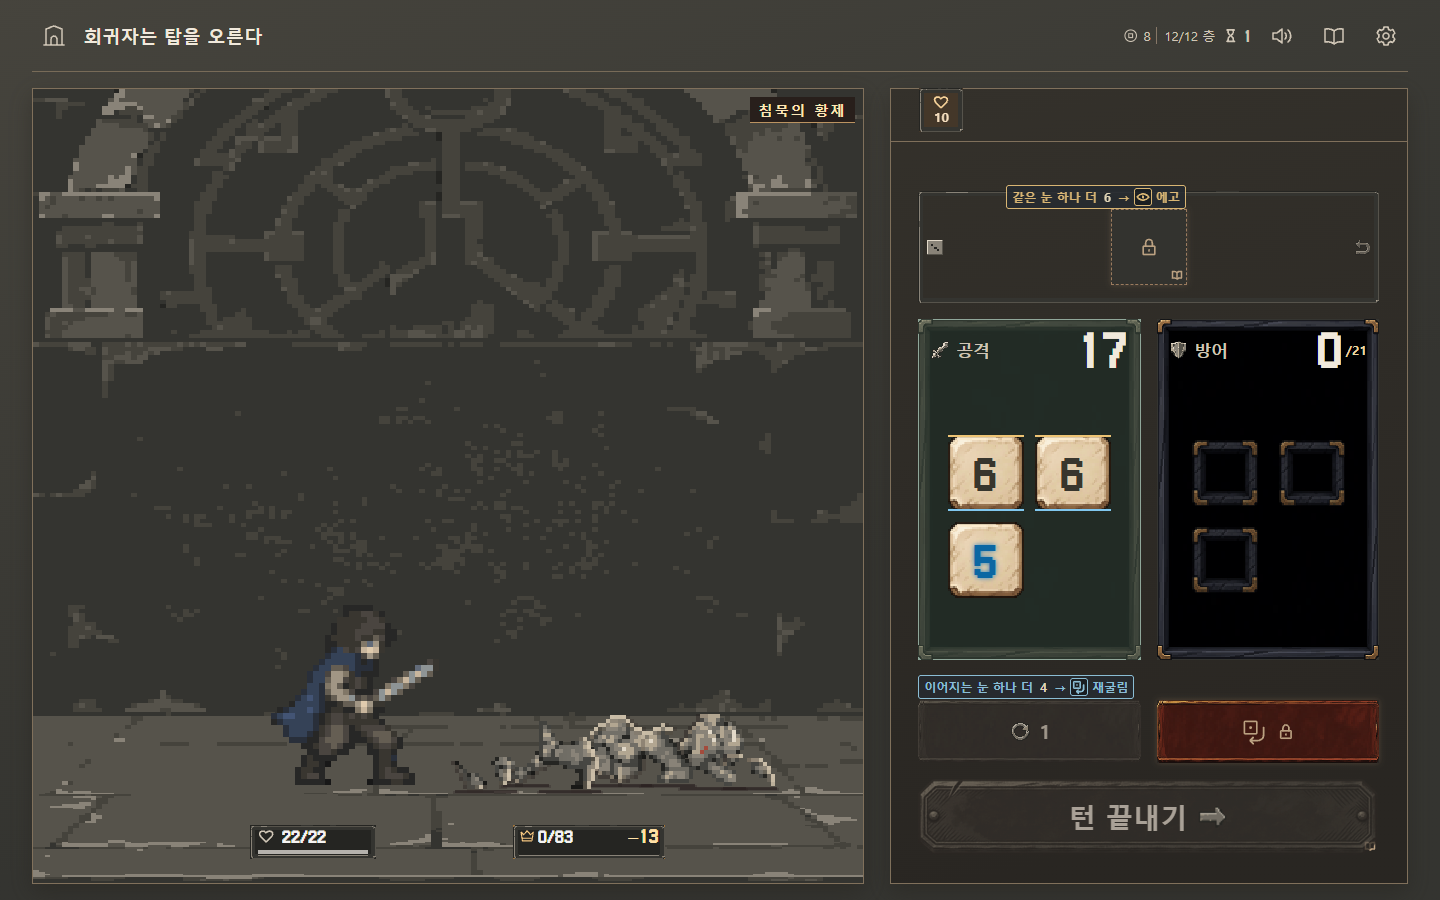 회귀자는 탑을 오른다
8 12/12 층 1
침묵의 황제
10
같은 눈 하나 더 6 → 에고
공격 17
방어 0/21
6 6
5
이어지는 눈 하나 더 4 → 재굴림
1
턴 끝내기 →
22/22
0/83 –13